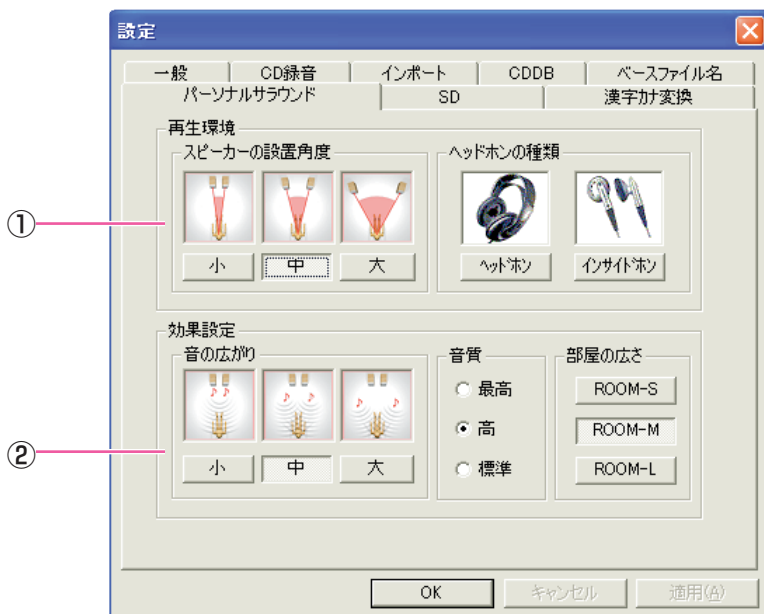 設定
一般 CD録音 インポート CDDB ベースファイル名
パーソナルサラウンド SD 漢字カナ変換
再生環境
スピーカーの設置角度 ヘッドホンの種類
①
小 中 大 ヘッドホン インサイドホン
効果設定
音の広がり 音質 部屋の広さ
最高 ROOM-S
高 ROOM-M
②
小 中 大 標準 ROOM-L
OK キャンセル 適用(A)